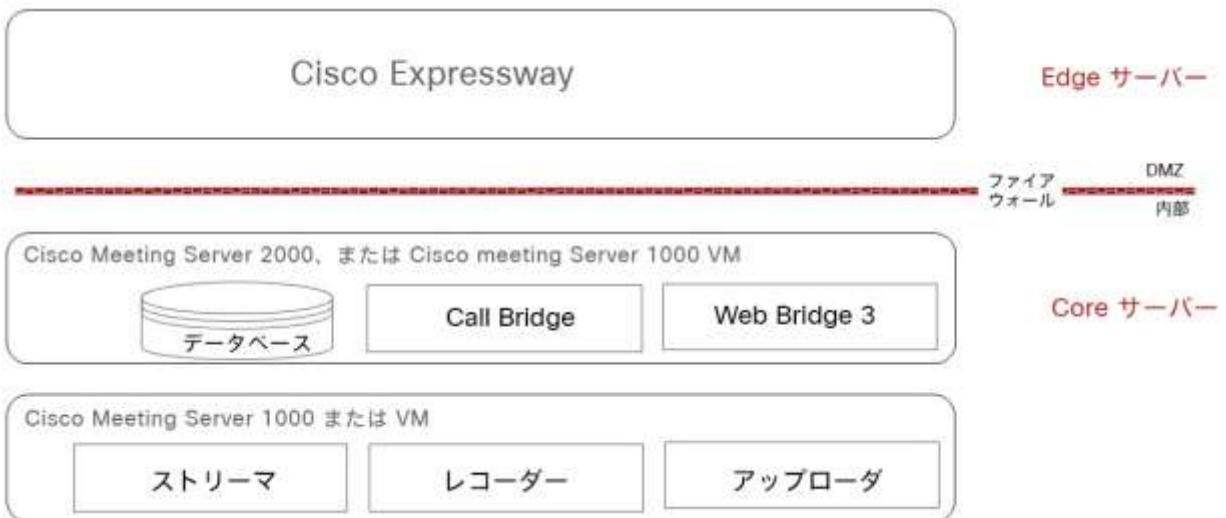 Cisco Expressway
Edge サーバー
DMZ
ファイア
ウォール
内部
Cisco Meeting Server 2000、または Cisco meeting Server 1000 VM
データベース
Call Bridge
Web Bridge 3
Core サーバー
Cisco Meeting Server 1000 または VM
ストリーマ
レコーダー
アップローダ